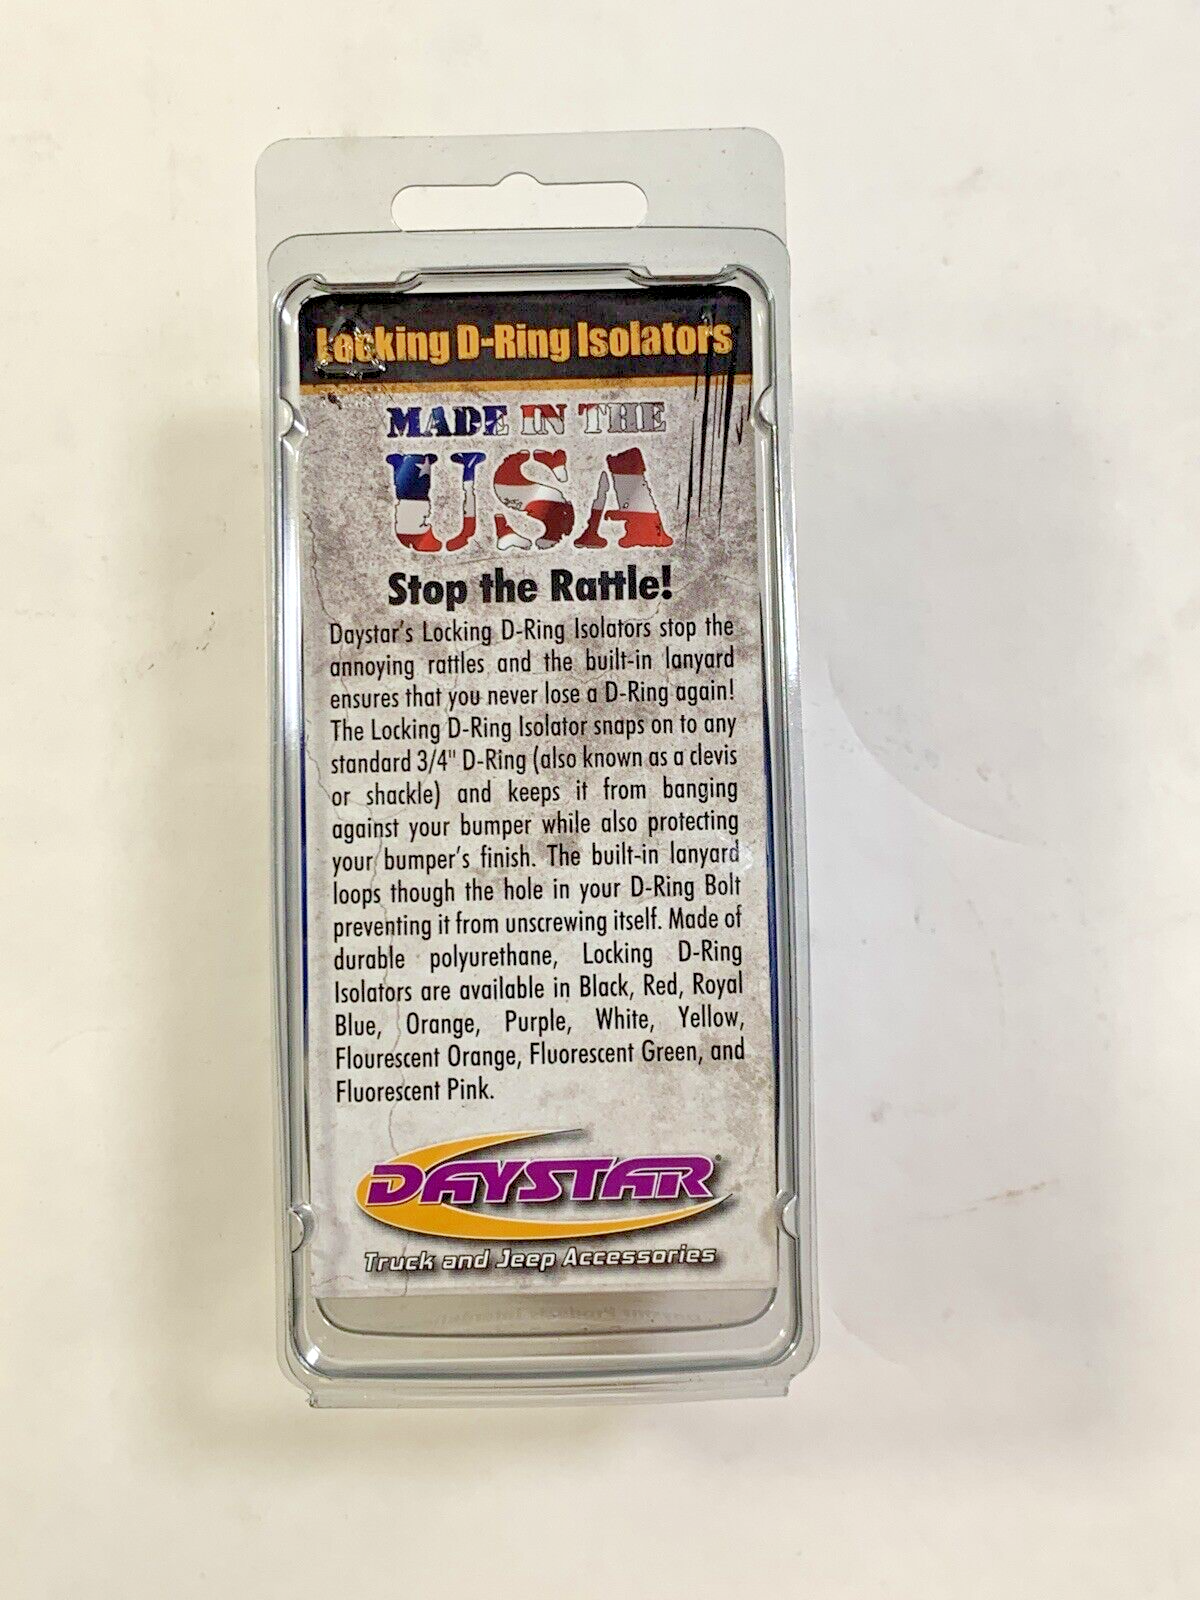 Locking D-Ring Isolators
MADE IN THE
USA
Stop the Rattle!
Daystar's Locking D-Ring Isolators stop the
annoying rattles and the built-in lanyard
ensures that you never lose a D-Ring again!
The Locking D-Ring Isolator snaps on to any
standard 3/4" D-Ring (also known as a clevis
or shackle) and keeps it from banging
against your bumper while also protecting
your bumper's finish. The built-in lanyard
loops though the hole in your D-Ring Bolt
preventing it from unscrewing itself. Made of
durable polyurethane, Locking D-Ring
Isolators are available in Black, Red, Royal
Blue, Orange, Purple, White, Yellow,
Flourescent Orange, Fluorescent Green, and
Fluorescent Pink.
DAYSTAR®
Truck and Jeep Accessories